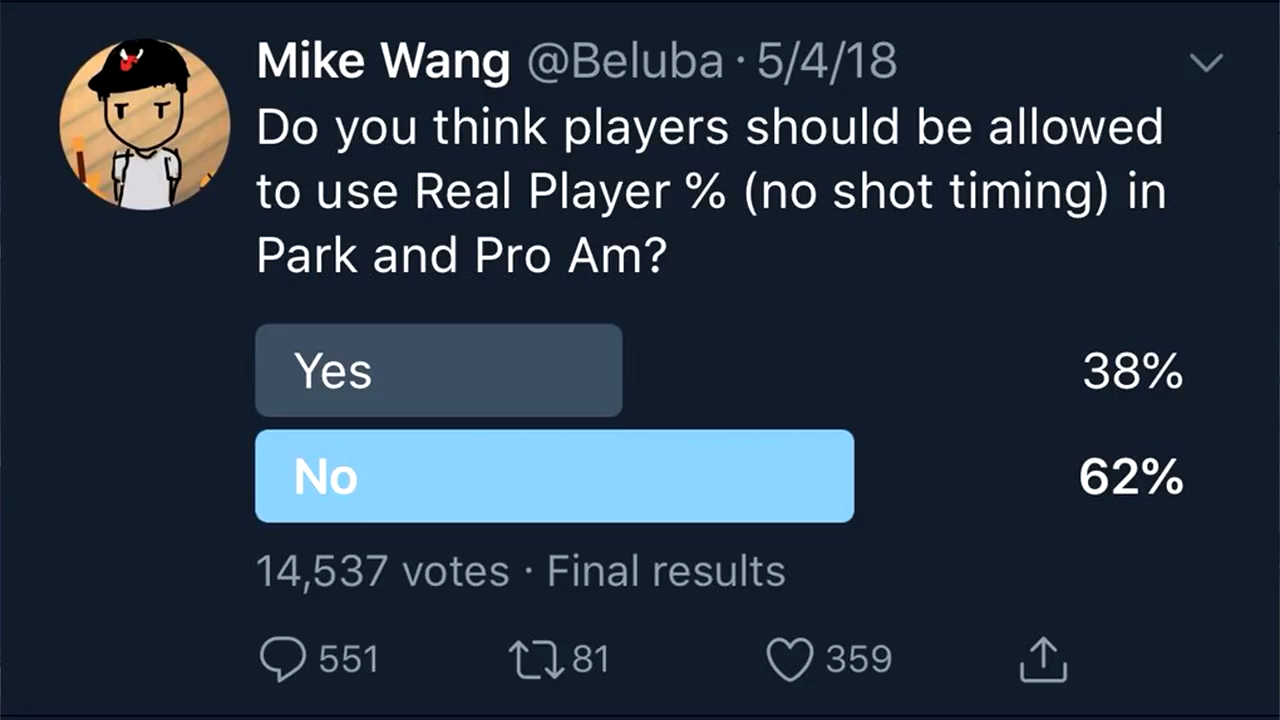 Mike Wang @Beluba · 5/4/18
Do you think players should be allowed
to use Real Player % (no shot timing) in
Park and Pro Am?
Yes 38%
No 62%
14,537 votes · Final results
551 81 359